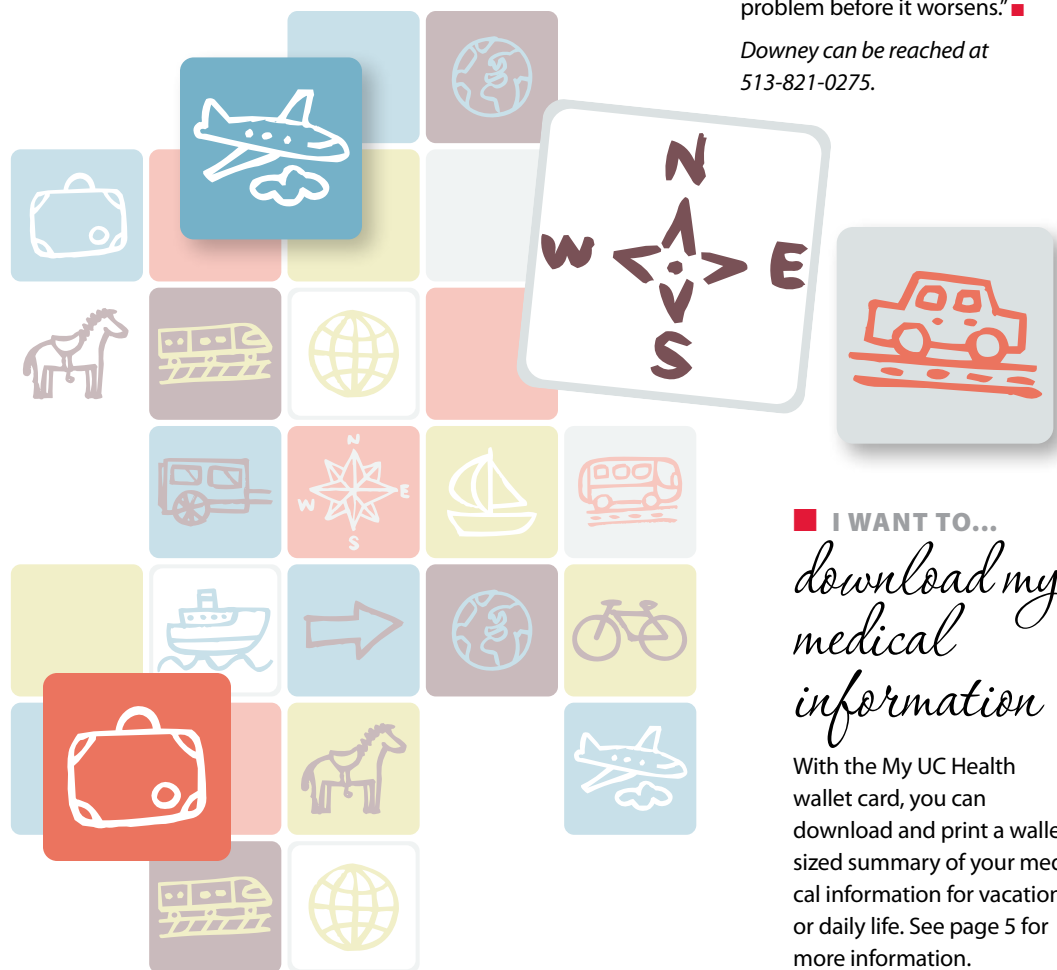 problem before it worsens." ■
Downey can be reached at
513-821-0275.
N
W E
S
N
W E
S
■ I WANT TO...
download my
medical
information
With the My UC Health
wallet card, you can
download and print a walle
sized summary of your med
cal information for vacation
or daily life. See page 5 for
more information.